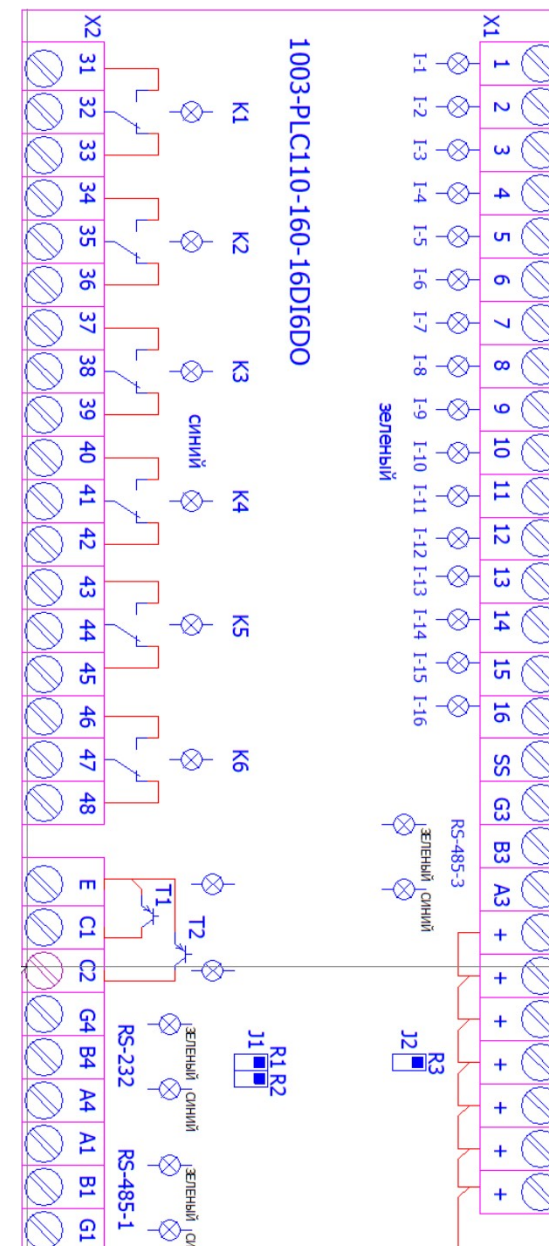 X1
1
2
3
4
5
6
7
8
9
10
11
12
13
14
15
16
SS
G3
B3
A3
+
+
+
+
+
+
+
I-1
I-2
I-3
I-4
I-5
I-6
I-7
I-8
I-9
I-10
I-11
I-12
I-13
I-14
I-15
I-16
RS-485-3
ЗЕЛЕНЫЙ
СИНИЙ
зеленый
R3
J2
1003-PLC110-160-16DI6DO
R1 R2
J1
K1
K2
K3
K4
K5
K6
синий
T2
T1
ЗЕЛЕНЫЙ
СИНИЙ
ЗЕЛЕНЫЙ
RS-232
RS-485-1
X2
31
32
33
34
35
36
37
38
39
40
41
42
43
44
45
46
47
48
E
C1
C2
G4
B4
A4
A1
B1
G1